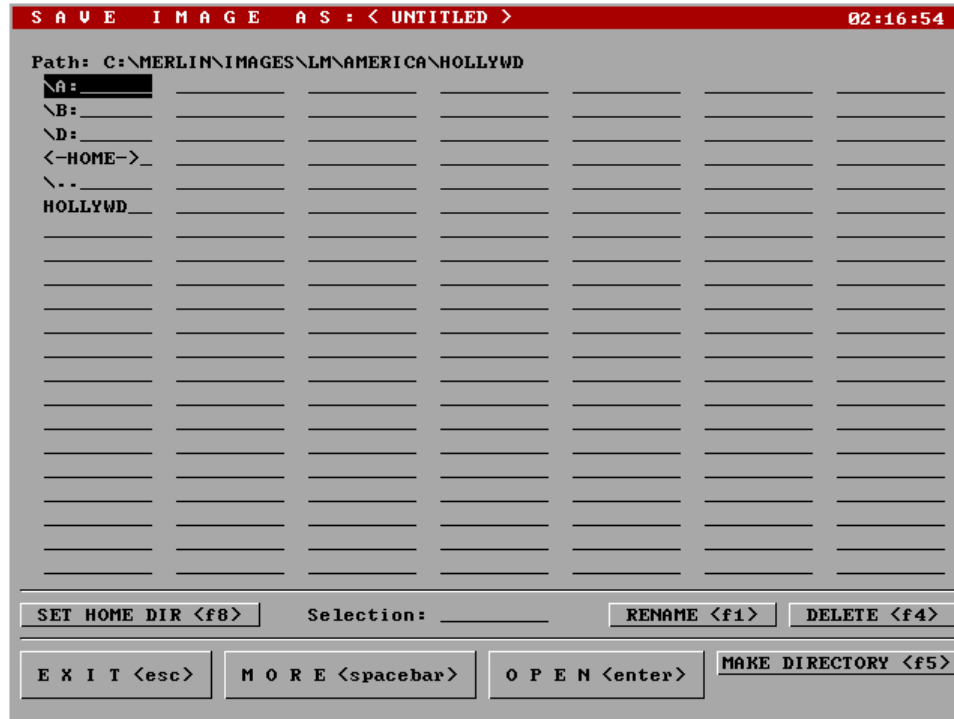 S A V E   I M A G E   A S : < UNTITLED >   02:16:54
Path: C:\MERLIN\IMAGES\LM\AMERICA\HOLLYWD
\A:
\B:
\D:
<-HOME->
\..
HOLLYWD
SET HOME DIR <f8>   Selection:   RENAME <f1>   DELETE <f4>
E X I T <esc>   M O R E <spacebar>   O P E N <enter>   MAKE DIRECTORY <f5>